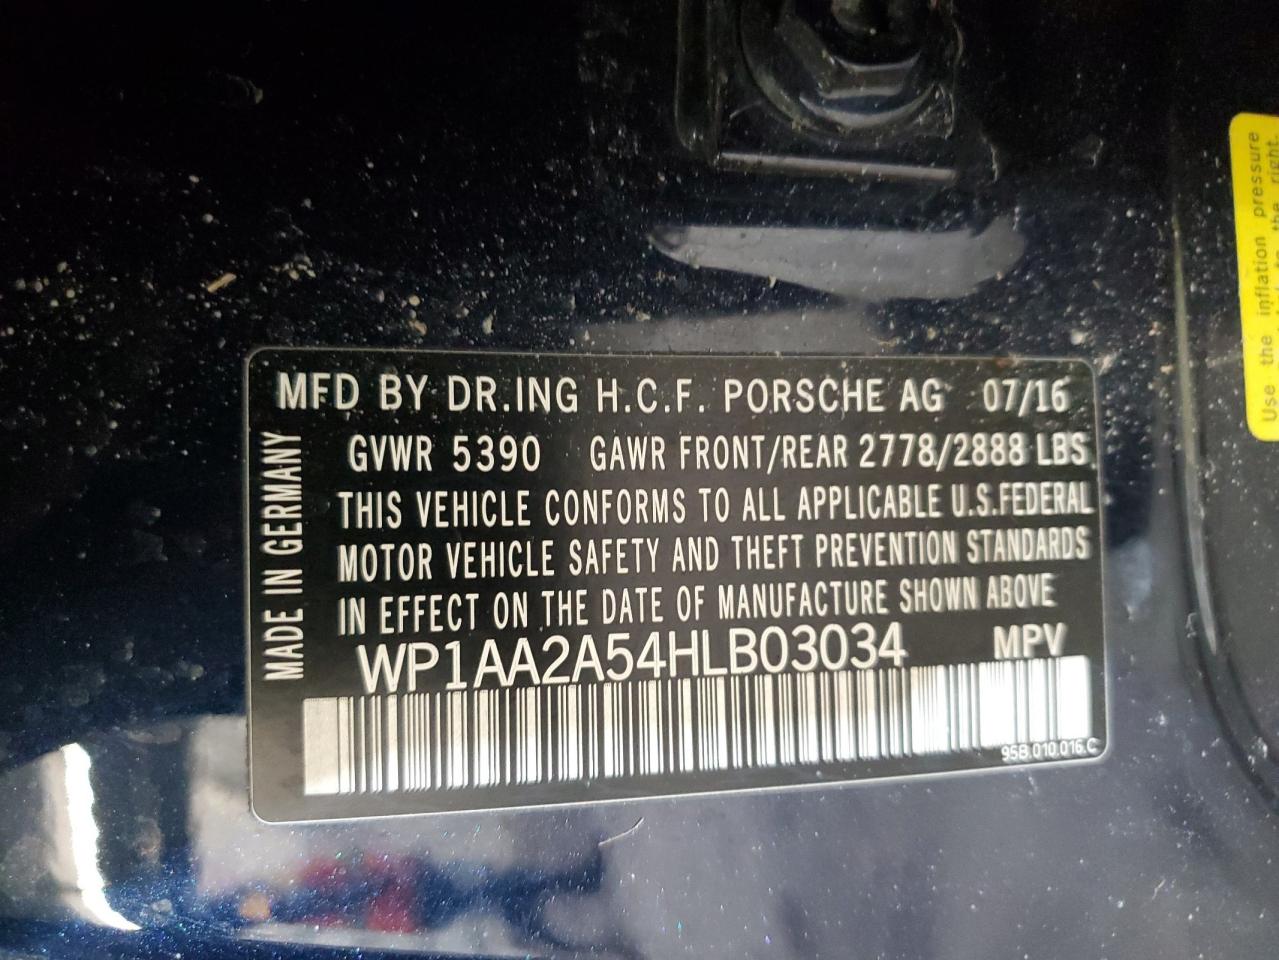 MFD BY DR.ING H.C.F. PORSCHE AG 07/16
GVWR 5390 GAWR FRONT/REAR 2778/2888 LBS
THIS VEHICLE CONFORMS TO ALL APPLICABLE U.S.FEDERAL
MOTOR VEHICLE SAFETY AND THEFT PREVENTION STANDARDS
IN EFFECT ON THE DATE OF MANUFACTURE SHOWN ABOVE
WP1AA2A54HLB03034 MPV
95B.010.016.C
MADE IN GERMANY
Use the inflation pressure
the right.